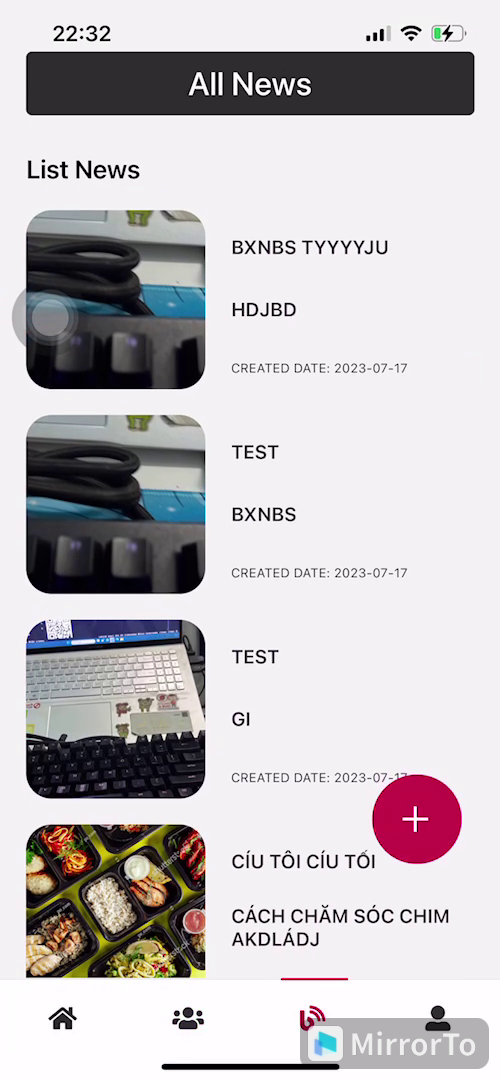 22:32
All News
List News
BXNBS TYYYYJU
HDJBD
CREATED DATE: 2023-07-17
TEST
BXNBS
CREATED DATE: 2023-07-17
TEST
GI
CREATED DATE: 2023-07-17
CÍU TÔI CÍU TỐI
CÁCH CHĂM SÓC CHIM
AKDLÁDJ
MirrorTo